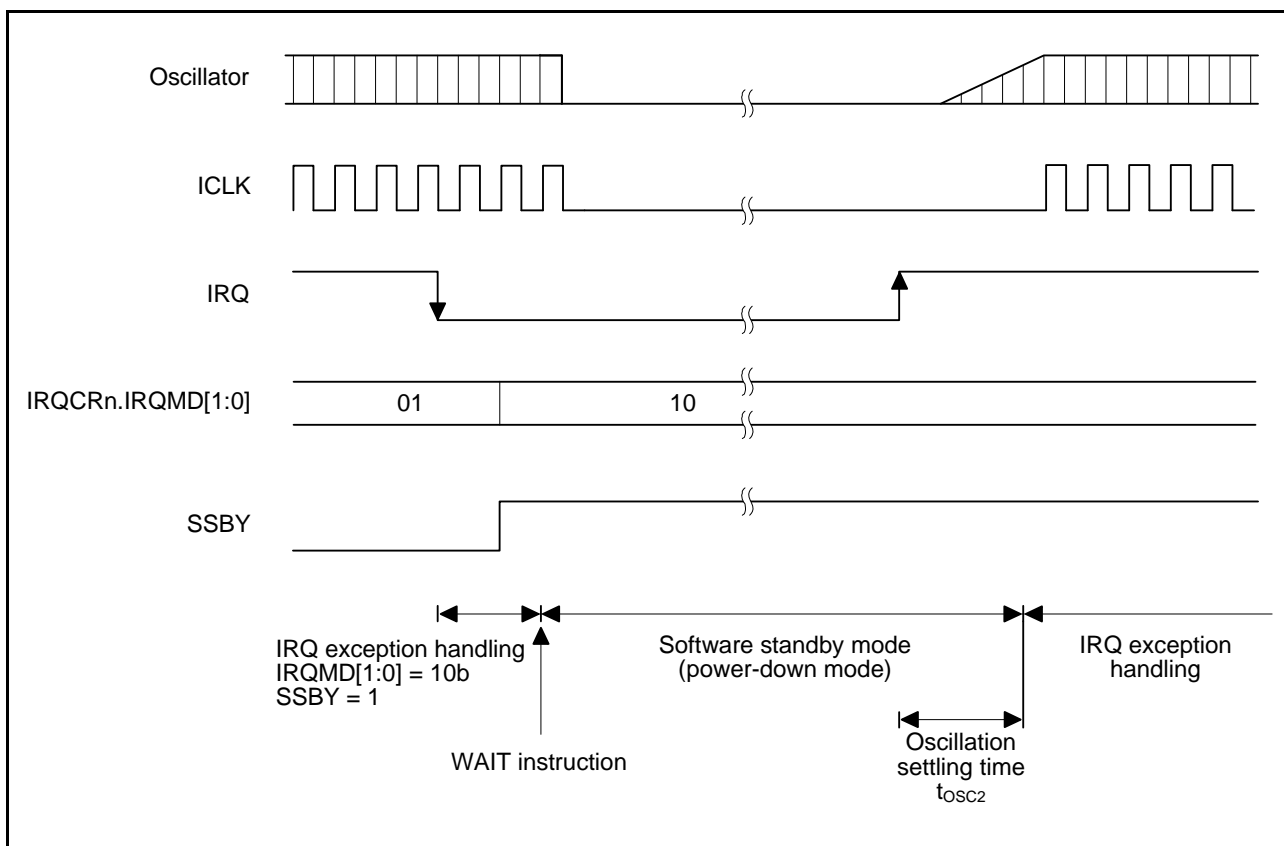 Oscillator
ICLK
IRQ
IRQCRn.IRQMD[1:0]
01
10
SSBY
IRQ exception handling
IRQMD[1:0] = 10b
SSBY = 1
Software standby mode
(power-down mode)
IRQ exception
handling
WAIT instruction
Oscillation
settling time
tOSC2